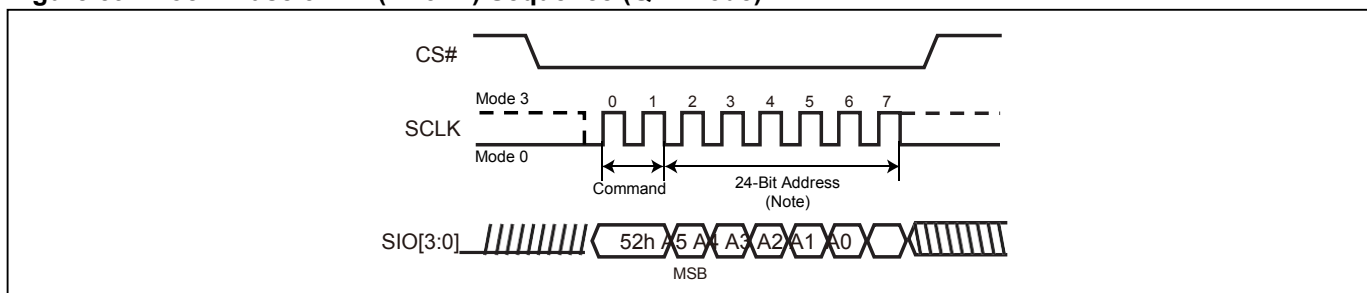 CS#
Mode 3
0 1 2 3 4 5 6 7
SCLK
Mode 0
Command
24-Bit Address
(Note)
SIO[3:0]
52h A5 A4 A3 A2 A1 A0
MSB